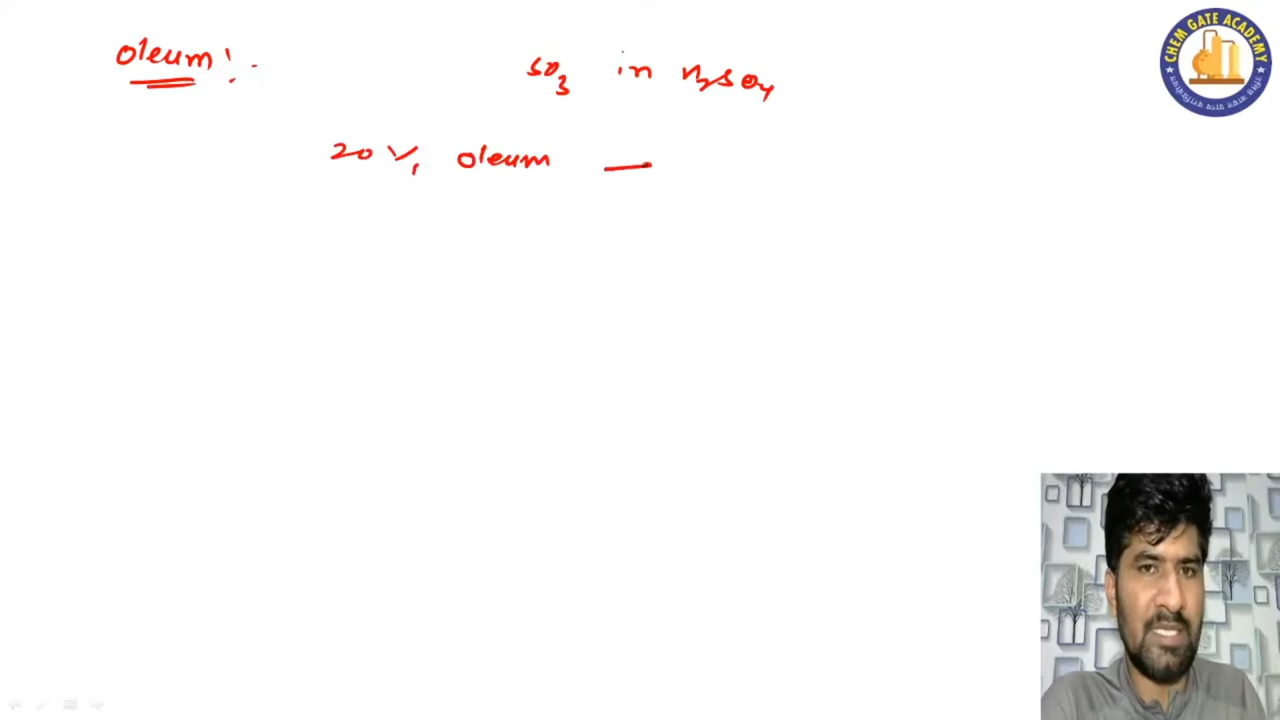 oleum :-
SO3 in H2SO4
20 % oleum —
CHEM GATE ACADEMY